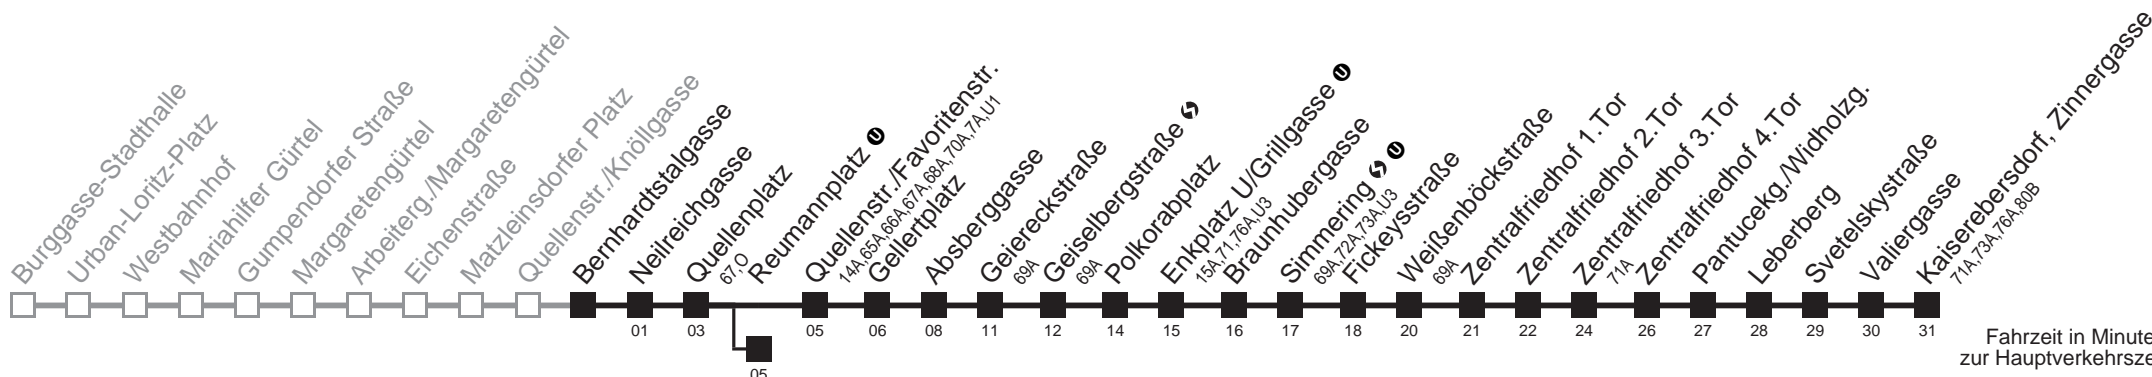 Burggasse-Stadthalle
Urban-Loritz-Platz
Westbahnhof
Mariahilfer Gürtel
Gumpendorfer Straße
Margaretengürtel
Arbeiterg./Margaretengürtel
Eichenstraße
Matzleinsdorfer Platz
Quellenstr./Knöllgasse
Bernhardtstalgasse
Neilreichgasse
Quellenplatz
67,O
Reumannplatz U
Quellenstr./Favoritenstr.
14A,65A,66A,67A,68A,70A,7A,U1
Gellertplatz
Absberggasse
Geiereckstraße
69A
Geiselbergstraße
69A
Polkorabplatz
Enkplatz U/Grillgasse U
15A,71,76A,U3
Braunhubergasse
Simmering U
69A,72A,73A,U3
Fickeysstraße
Weißenböckstraße
69A
Zentralfriedhof 1.Tor
Zentralfriedhof 2.Tor
Zentralfriedhof 3.Tor
71A
Zentralfriedhof 4.Tor
Pantucekg./Widholzg.
Leberberg
Svetelskystraße
Valiergasse
Kaiserebersdorf, Zinnergasse
71A,73A,76A,80B
01 03 05 06 08 11 12 14 15 16 17 18 20 21 22 24 26 27 28 29 30 31
05
Fahrzeit in Minute
zur Hauptverkehrsze